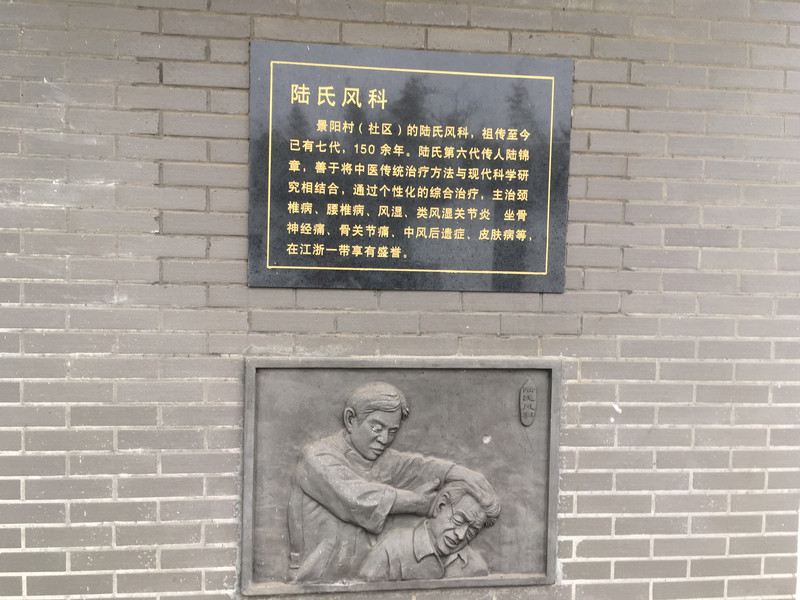 陆氏风科
景阳村（社区）的陆氏风科，祖传至今
已有七代，150 余年。陆氏第六代传人陆锦
章，善于将中医传统治疗方法与现代科学研
究相结合，通过个性化的综合治疗，主治颈
椎病、腰椎病、风湿、类风湿关节炎 坐骨
神经痛、骨关节痛、中风后遗症、皮肤病等，
在江浙一带享有盛誉。
陆氏风科